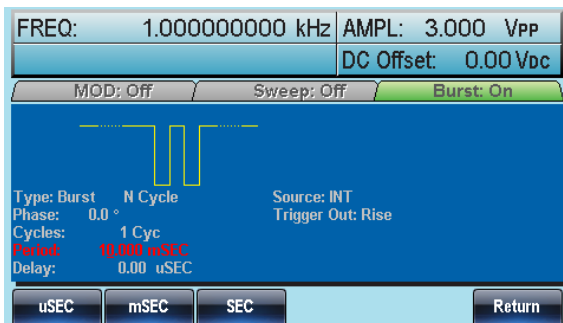 FREQ: 1.000000000 kHz AMPL: 3.000 VPP
DC Offset: 0.00 VDC
MOD: Off Sweep: Off Burst: On
Type: Burst N Cycle Source: INT
Phase: 0.0 ° Trigger Out: Rise
Cycles: 1 Cyc
Period: 10.000 mSEC
Delay: 0.00 uSEC
uSEC mSEC SEC Return